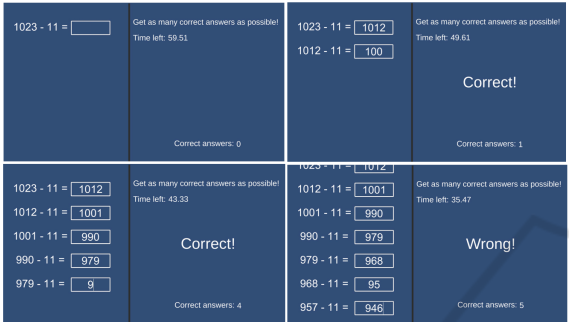 1023 - 11 =
Get as many correct answers as possible!
Time left: 59.51
Correct answers: 0
1023 - 11 = 1012
1012 - 11 = 100
Get as many correct answers as possible!
Time left: 49.61
Correct!
Correct answers: 1
1023 - 11 = 1012
1012 - 11 = 1001
1001 - 11 = 990
990 - 11 = 979
979 - 11 = 9
Get as many correct answers as possible!
Time left: 43.33
Correct!
Correct answers: 4
1023 - 11 = 1012
1012 - 11 = 1001
1001 - 11 = 990
990 - 11 = 979
979 - 11 = 968
968 - 11 = 95
957 - 11 = 946
Get as many correct answers as possible!
Time left: 35.47
Wrong!
Correct answers: 5